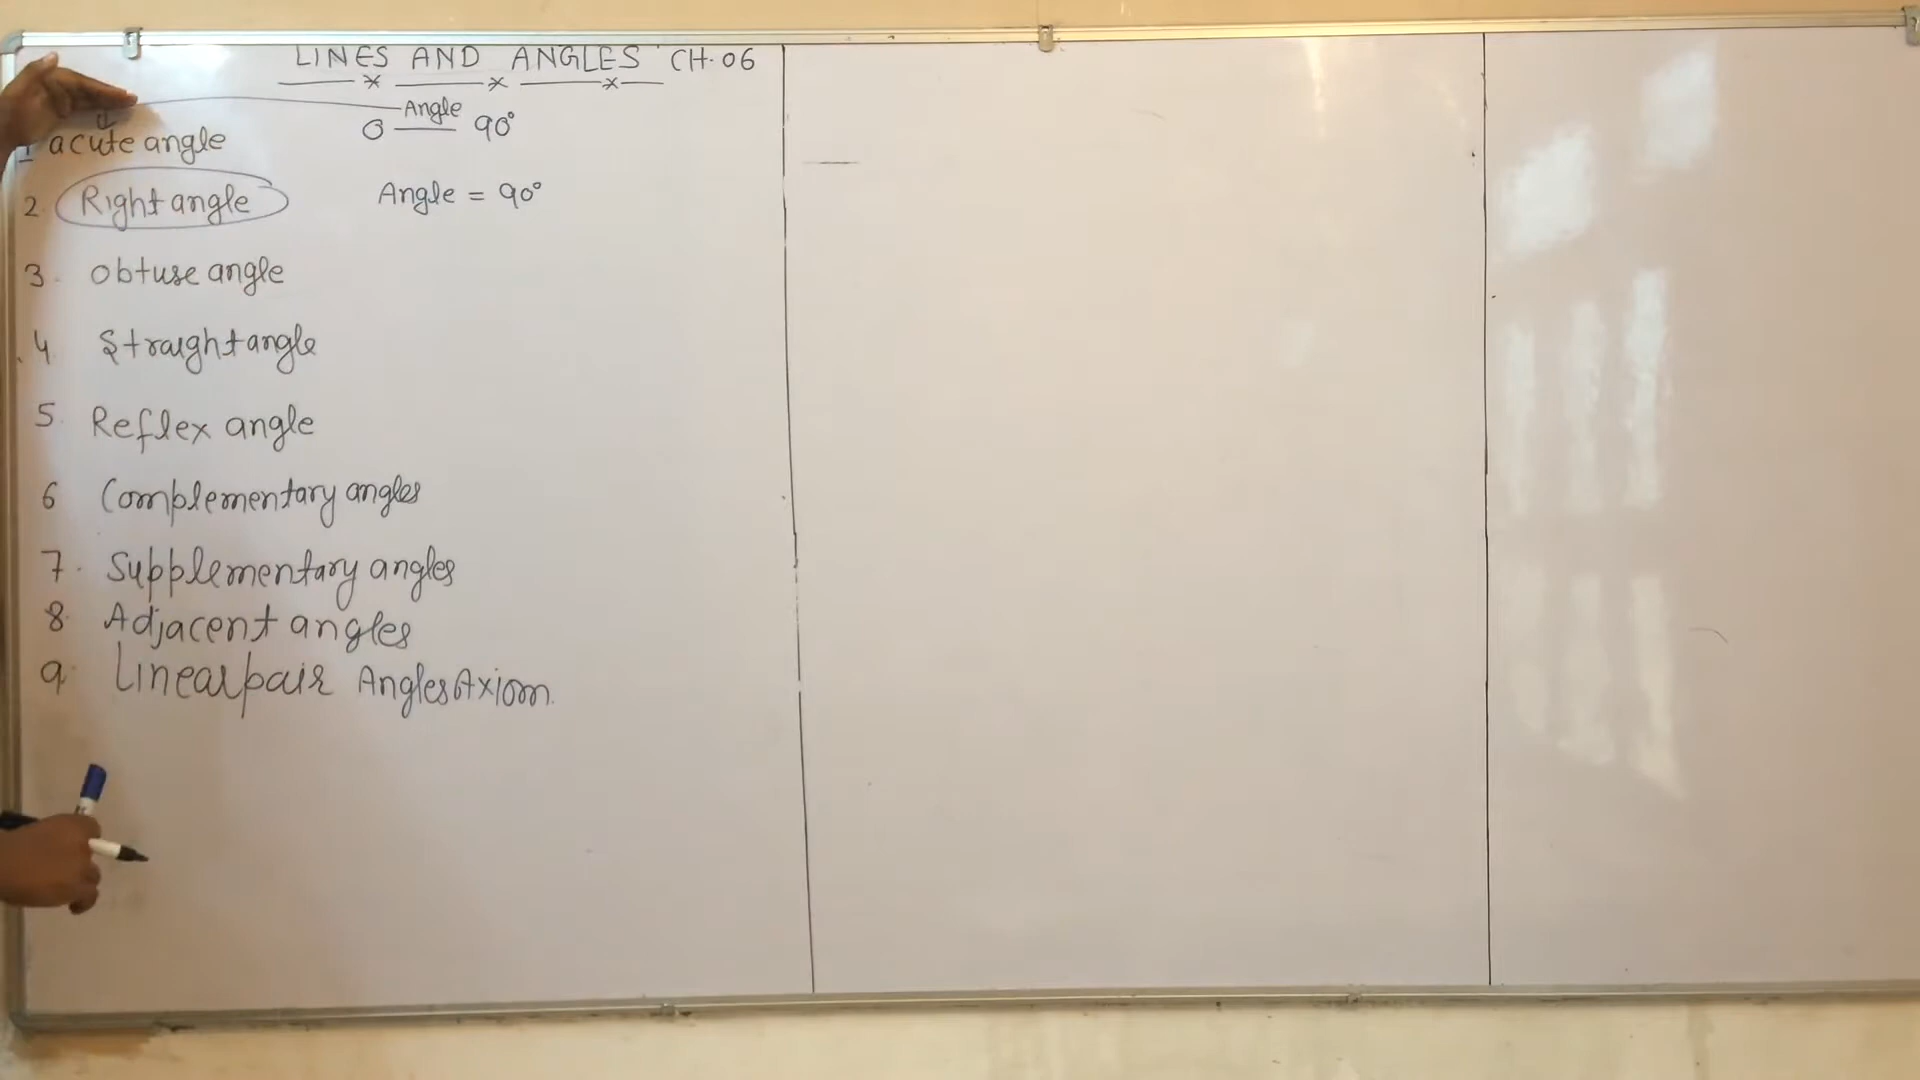 LINES AND ANGLES CH.06
1 acute angle 0 — Angle — 90°
2. Right angle Angle = 90°
3. Obtuse angle
4. Straight angle
5. Reflex angle
6 Complementary angles
7. Supplementary angles
8. Adjacent angles
9. Linear pair Angles Axiom.